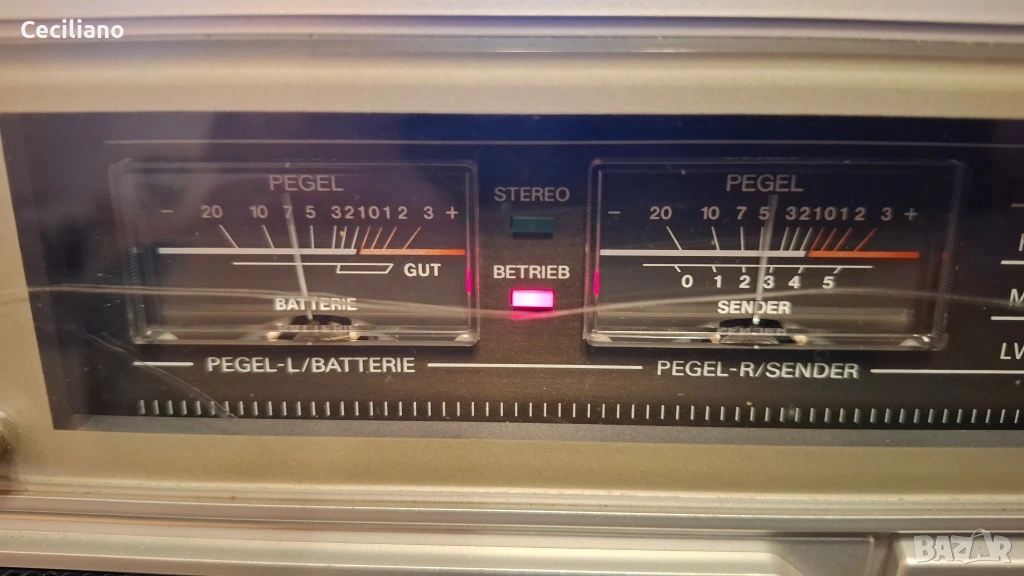 Ceciliano
PEGEL
- 20 10 7 5 3 2 1 0 1 2 3 +
GUT
BATTERIE
PEGEL-L/BATTERIE
STEREO
BETRIEB
PEGEL
- 20 10 7 5 3 2 1 0 1 2 3 +
0 1 2 3 4 5
SENDER
PEGEL-R/SENDER
M
LW
BAZAR